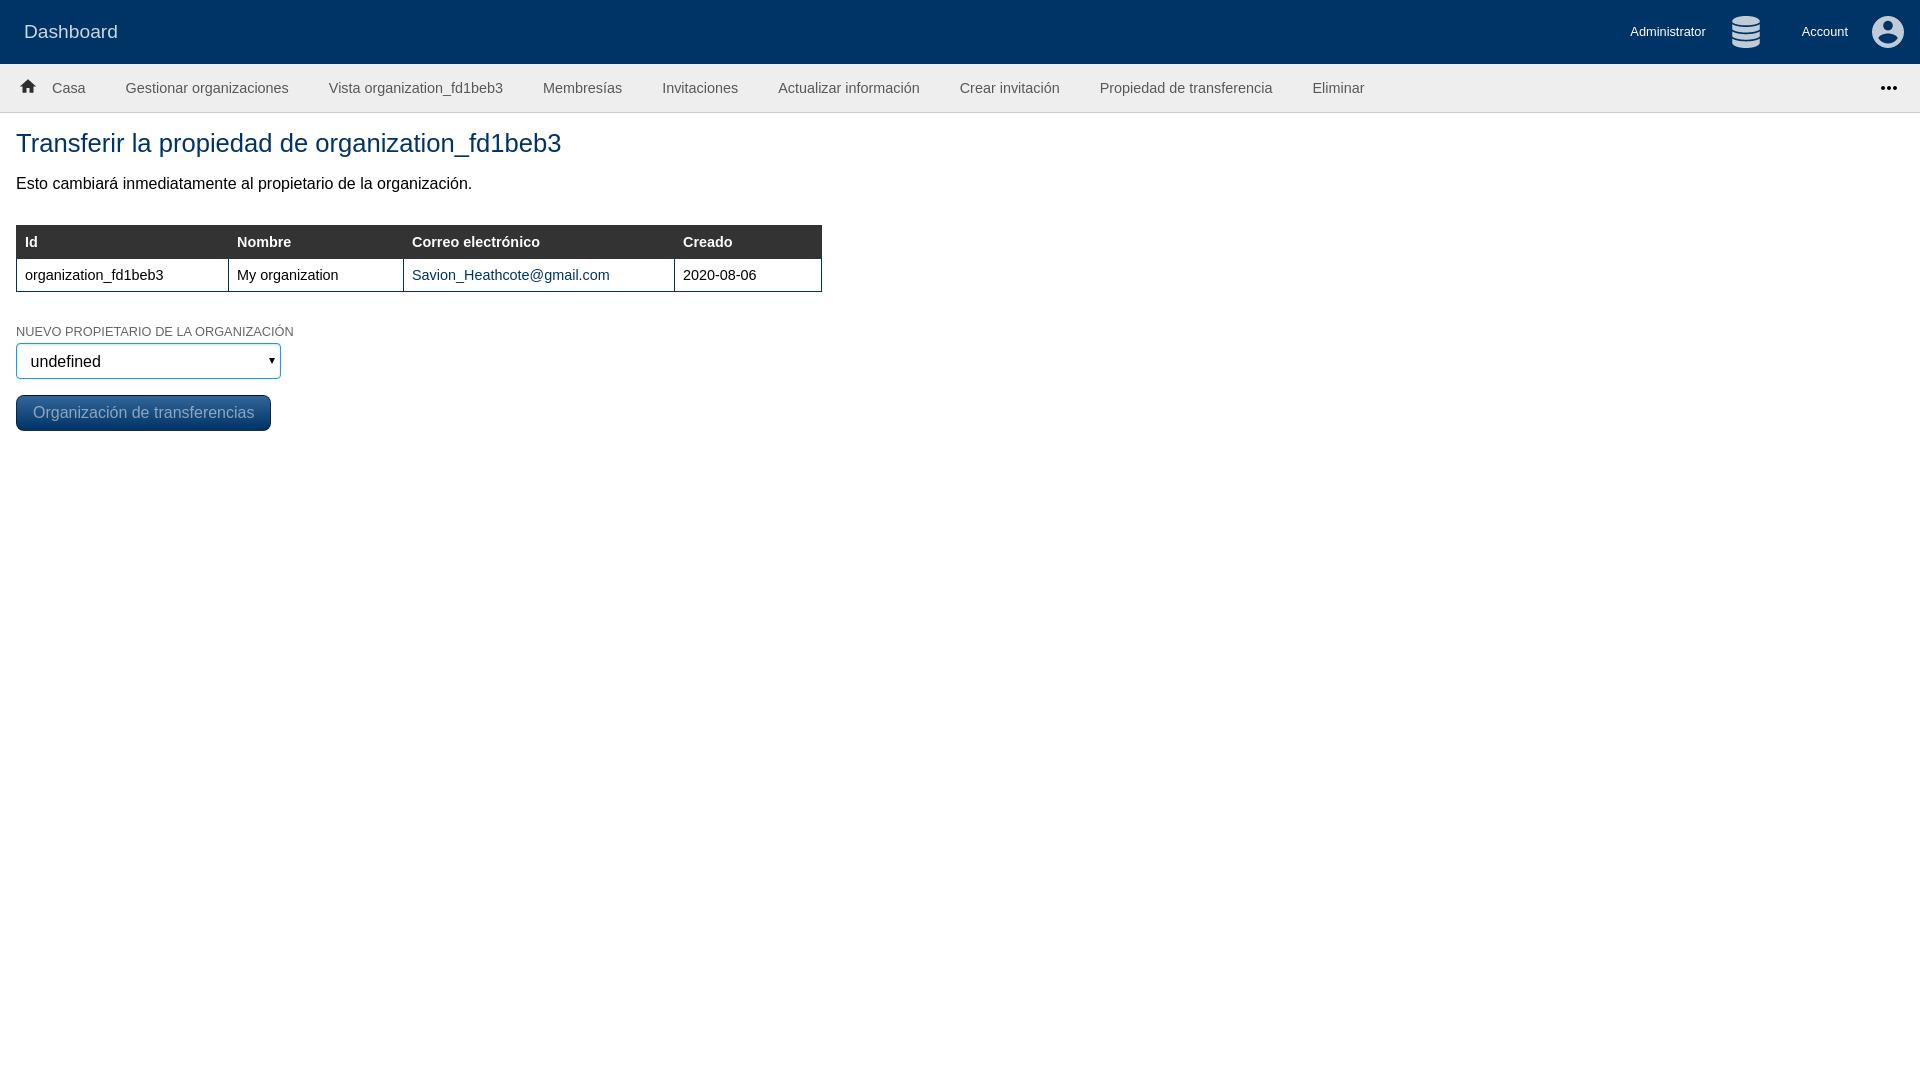 Dashboard
Administrator
Account
Casa Gestionar organizaciones Vista organization_fd1beb3 Membresías Invitaciones Actualizar información Crear invitación Propiedad de transferencia Eliminar
Transferir la propiedad de organization_fd1beb3
Esto cambiará inmediatamente al propietario de la organización.
Id Nombre Correo electrónico Creado
organization_fd1beb3 My organization Savion_Heathcote@gmail.com 2020-08-06
NUEVO PROPIETARIO DE LA ORGANIZACIÓN
undefined
Organización de transferencias